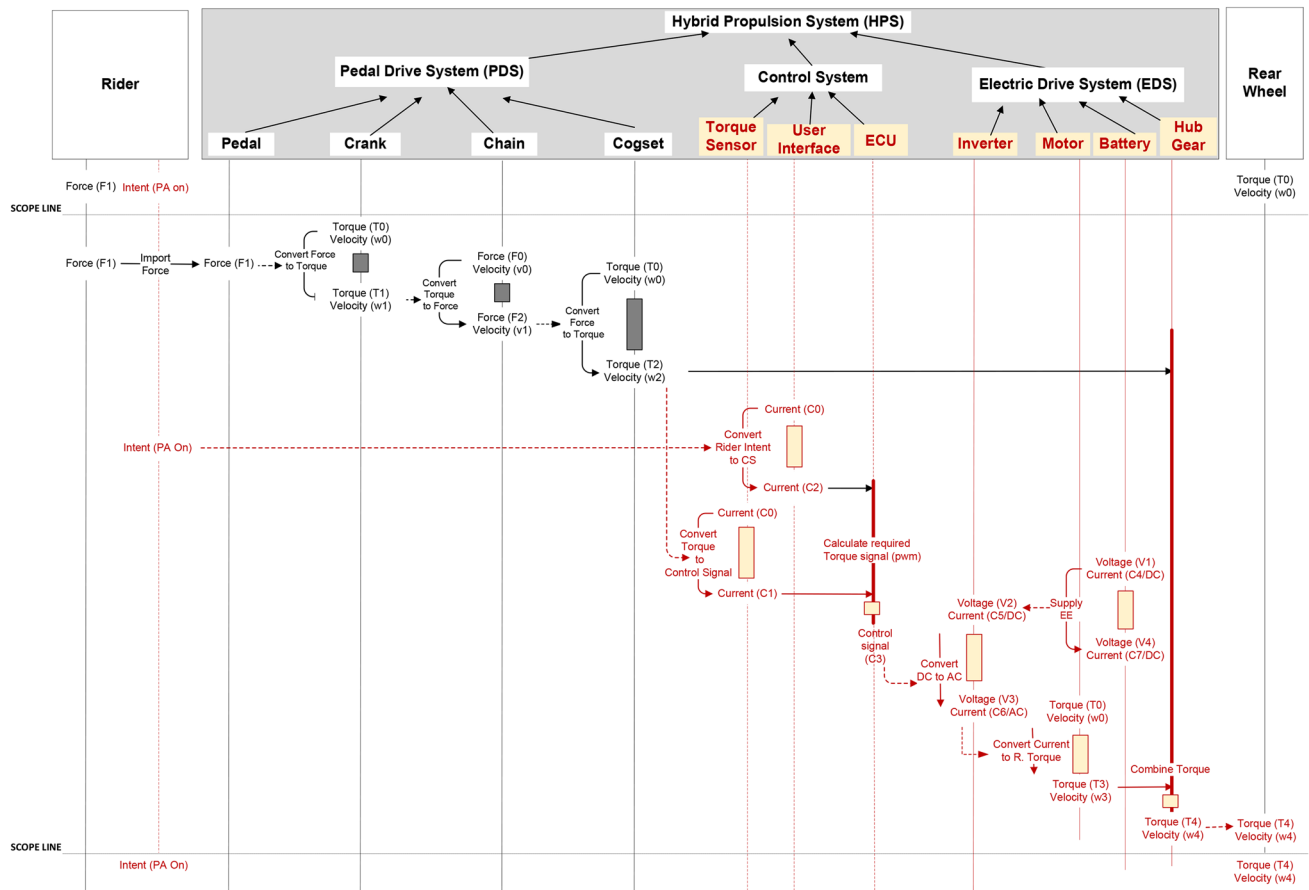 Hybrid Propulsion System (HPS)
Rider
Pedal Drive System (PDS)
Control System
Electric Drive System (EDS)
Rear
Wheel
Pedal
Crank
Chain
Cogset
Torque
Sensor
User
Interface
ECU
Inverter
Motor
Battery
Hub
Gear
Force (F1)
Intent (PA on)
Torque (T0)
Velocity (w0)
SCOPE LINE
Force (F1)
Import
Force
Force (F1)
Convert Force
to Torque
Torque (T0)
Velocity (w0)
Torque (T1)
Velocity (w1)
Convert
Torque
to Force
Force (F0)
Velocity (v0)
Force (F2)
Velocity (v1)
Convert
Force
to Torque
Torque (T0)
Velocity (w0)
Torque (T2)
Velocity (w2)
Intent (PA On)
Current (C0)
Convert
Rider Intent
to CS
Current (C2)
Current (C0)
Convert
Torque
to
Control Signal
Current (C1)
Calculate required
Torque signal (pwm)
Control
signal
(C3)
Voltage (V1)
Current (C4/DC)
Supply
EE
Voltage (V4)
Current (C7/DC)
Voltage (V2)
Current (C5/DC)
Convert
DC to AC
Voltage (V3)
Current (C6/AC)
Torque (T0)
Velocity (w0)
Convert Current
to R. Torque
Torque (T3)
Velocity (w3)
Combine Torque
Torque (T4)
Velocity (w4)
Torque (T4)
Velocity (w4)
SCOPE LINE
Intent (PA On)
Torque (T4)
Velocity (w4)